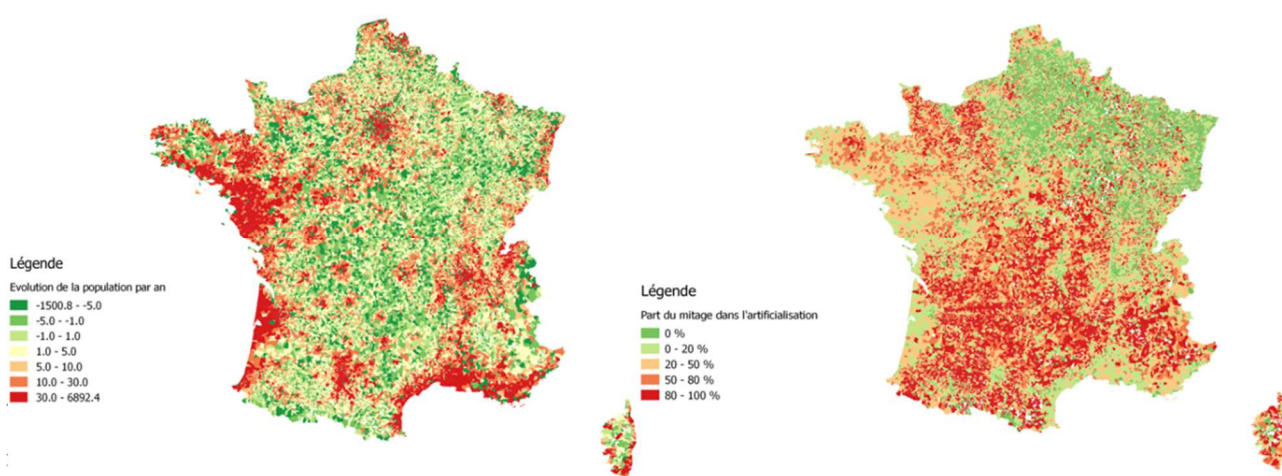 Légende
Evolution de la population par an
-1500.8 - -5.0
-5.0 - -1.0
-1.0 - 1.0
1.0 - 5.0
5.0 - 10.0
10.0 - 30.0
30.0 - 6892.4
Légende
Part du mitage dans l'artificialisation
0 %
0 - 20 %
20 - 50 %
50 - 80 %
80 - 100 %